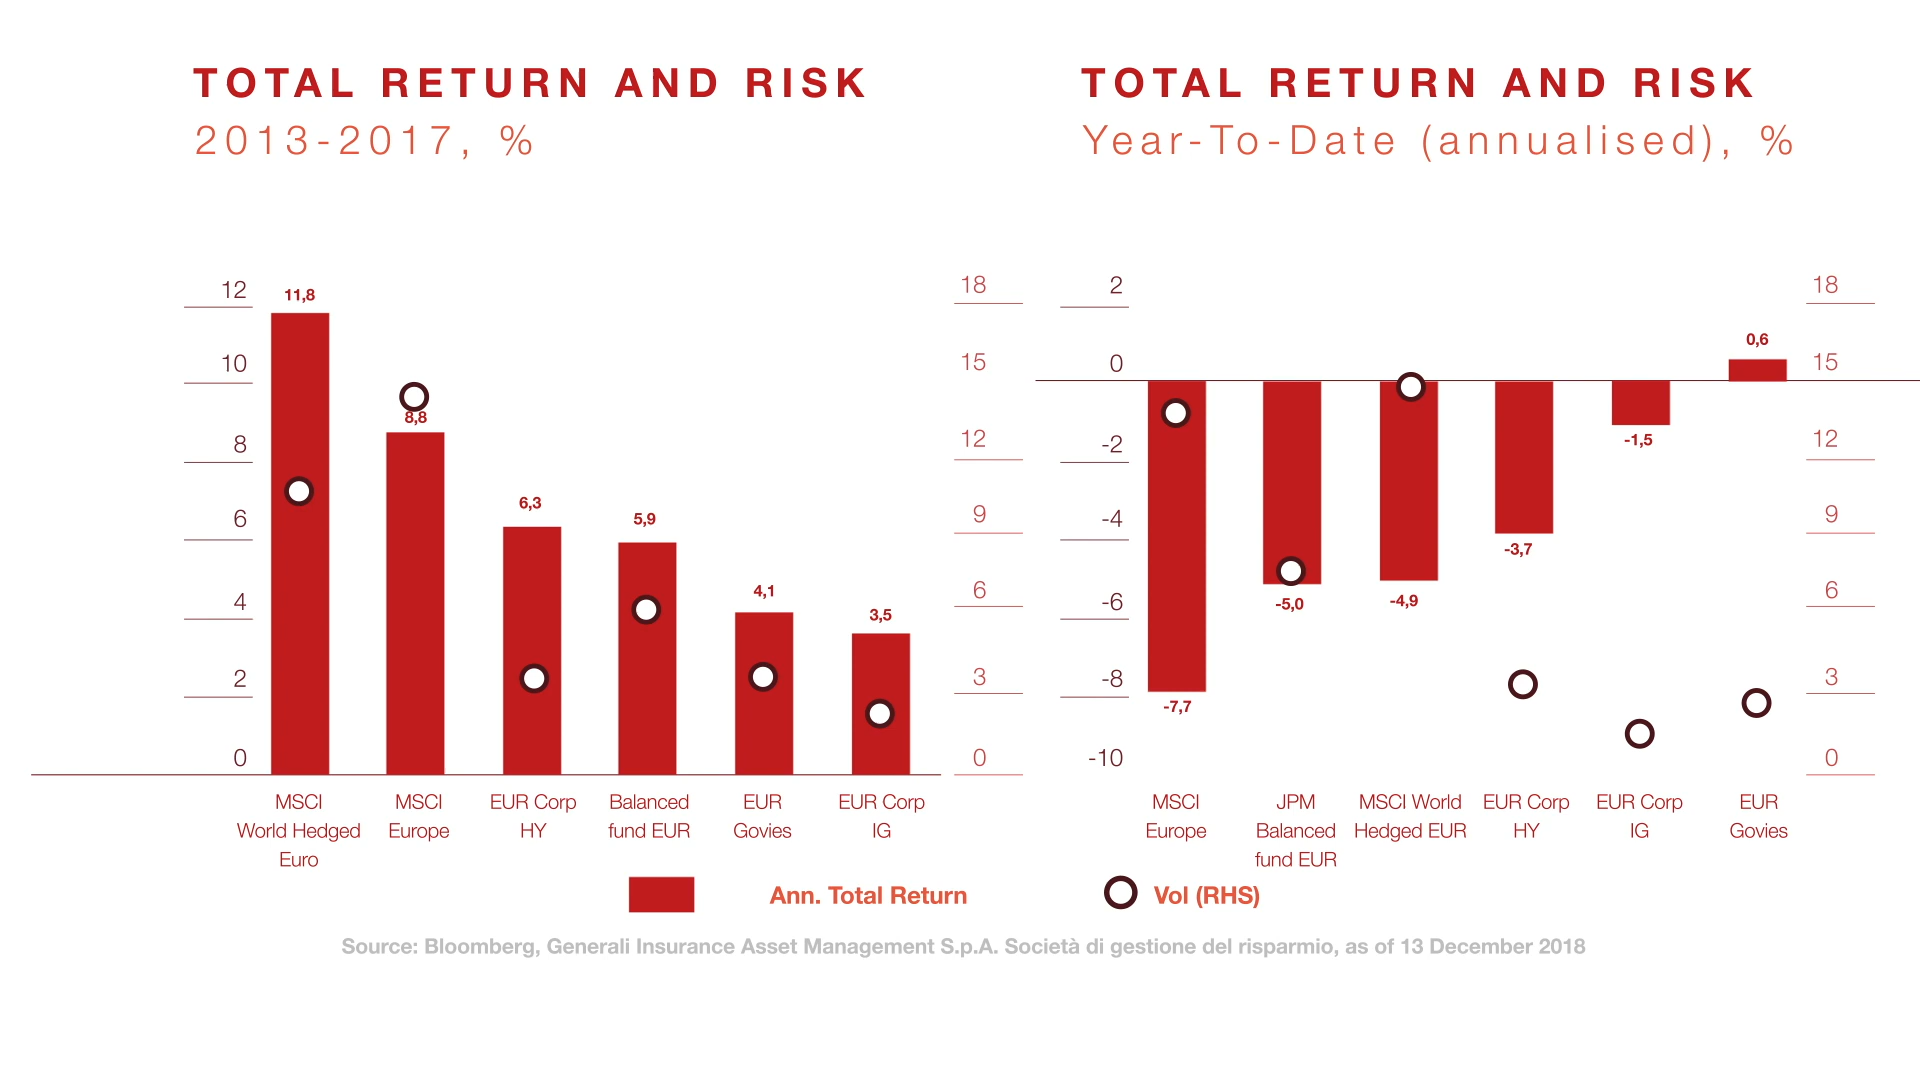 TOTAL RETURN AND RISK
2013-2017, %
12
10
8
6
4
2
0
11,8
8,8
6,3
5,9
4,1
3,5
18
15
12
9
6
3
0
MSCI
World Hedged
Euro
MSCI
Europe
EUR Corp
HY
Balanced
fund EUR
EUR
Govies
EUR Corp
IG
TOTAL RETURN AND RISK
Year-To-Date (annualised), %
2
0
-2
-4
-6
-8
-10
-7,7
-5,0
-4,9
-3,7
-1,5
0,6
18
15
12
9
6
3
0
MSCI
Europe
JPM
Balanced
fund EUR
MSCI World
Hedged EUR
EUR Corp
HY
EUR Corp
IG
EUR
Govies
Ann. Total Return
Vol (RHS)
Source: Bloomberg, Generali Insurance Asset Management S.p.A. Società di gestione del risparmio, as of 13 December 2018